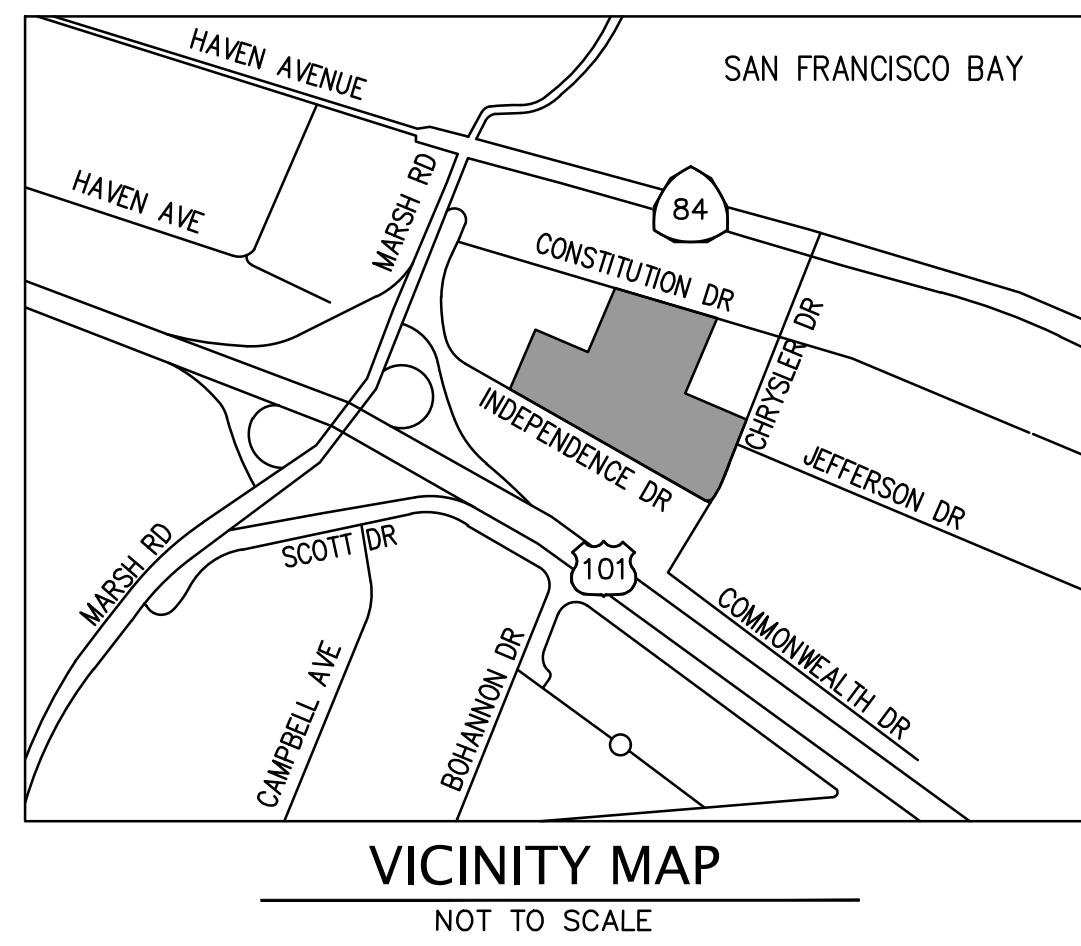 HAVEN AVENUE
SAN FRANCISCO BAY
HAVEN AVE
MARSH RD
84
CONSTITUTION DR
CHRYSLER DR
INDEPENDENCE DR
JEFFERSON DR
MARSH RD
SCOTT DR
101
COMMONWEALTH DR
CAMPBELL AVE
BOHANNON DR
VICINITY MAP
NOT TO SCALE